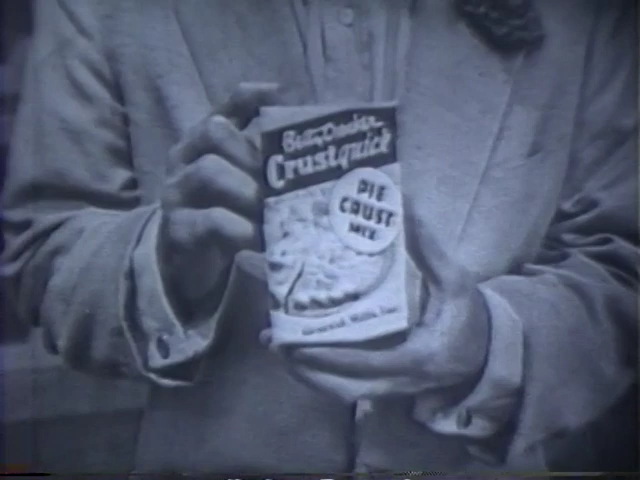 Betty Crocker
Crustquick
PIE
CRUST
MIX
General Mills, Inc.